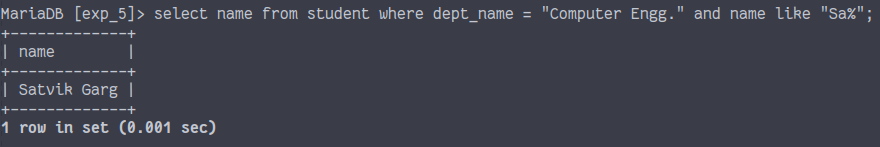 MariaDB [exp_5]> select name from student where dept_name = "Computer Engg." and name like "Sa%";
+-------------+
| name        |
+-------------+
| Satvik Garg |
+-------------+
1 row in set (0.001 sec)